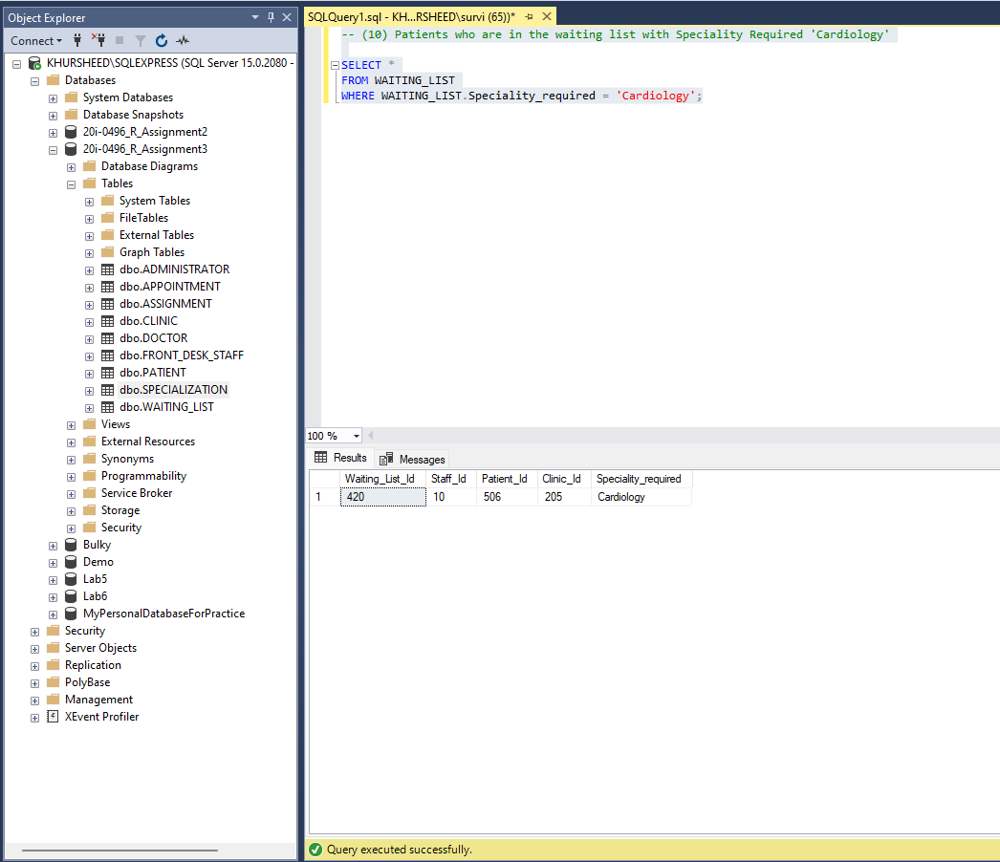 Object Explorer
Connect
KHURSHEED\SQLEXPRESS (SQL Server 15.0.2080 -
Databases
System Databases
Database Snapshots
20i-0496_R_Assignment2
20i-0496_R_Assignment3
Database Diagrams
Tables
System Tables
FileTables
External Tables
Graph Tables
dbo.ADMINISTRATOR
dbo.APPOINTMENT
dbo.ASSIGNMENT
dbo.CLINIC
dbo.DOCTOR
dbo.FRONT_DESK_STAFF
dbo.PATIENT
dbo.SPECIALIZATION
dbo.WAITING_LIST
Views
External Resources
Synonyms
Programmability
Service Broker
Storage
Security
Bulky
Demo
Lab5
Lab6
MyPersonalDatabaseForPractice
Security
Server Objects
Replication
PolyBase
Management
XEvent Profiler
SQLQuery1.sql - KH...RSHEED\survi (65))*
-- (10) Patients who are in the waiting list with Speciality Required 'Cardiology'
SELECT *
FROM WAITING_LIST
WHERE WAITING_LIST.Speciality_required = 'Cardiology';
100 %
Results Messages
Waiting_List_Id Staff_Id Patient_Id Clinic_Id Speciality_required
1 420 10 506 205 Cardiology
Query executed successfully.